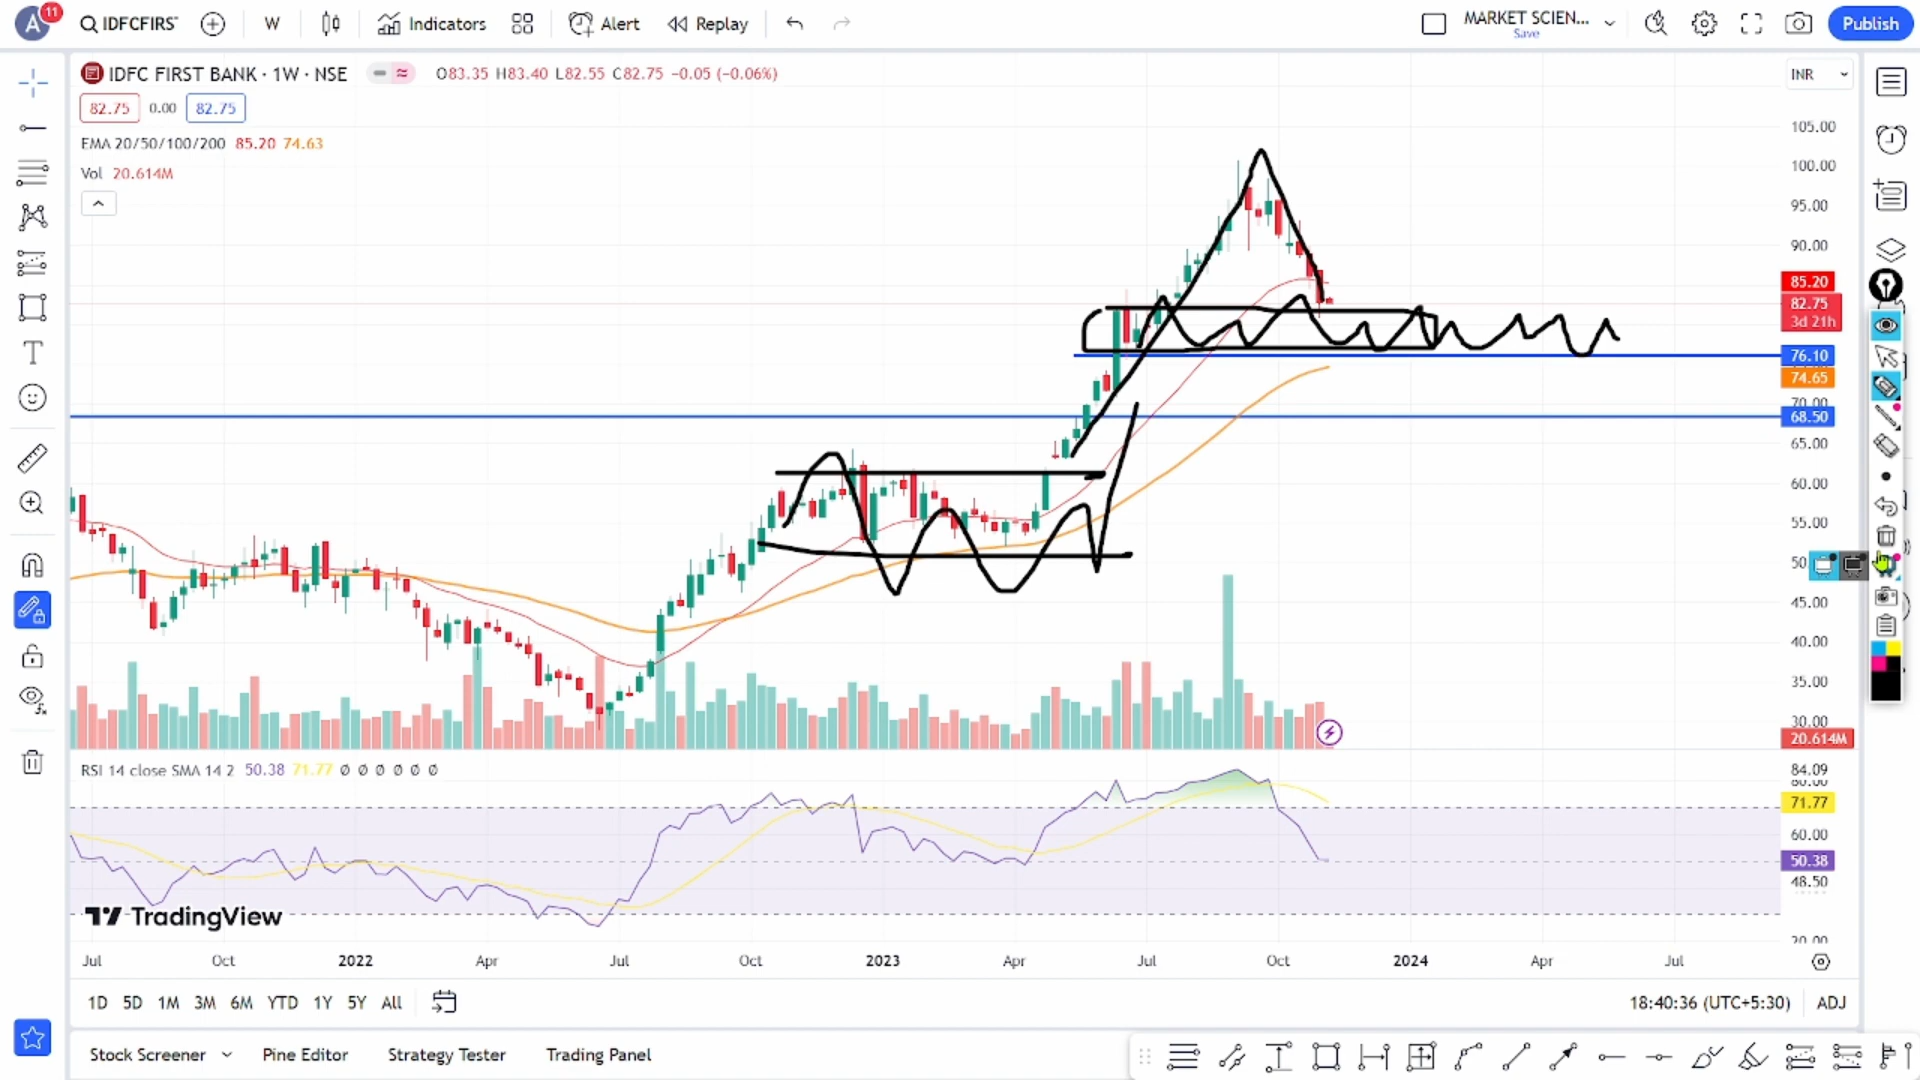 A 11 IDFCFIRS W Indicators Alert Replay MARKET SCIEN... Save Publish
IDFC FIRST BANK · 1W · NSE O83.35 H83.40 L82.55 C82.75 −0.05 (−0.06%) INR
82.75 0.00 82.75
EMA 20/50/100/200 85.20 74.63
Vol 20.614M
105.00
100.00
95.00
90.00
85.20
82.75
3d 21h
76.10
74.65
70.00
68.50
65.00
60.00
55.00
50
45.00
40.00
35.00
30.00
20.614M
RSI 14 close SMA 14 2 50.38 71.77 Ø Ø Ø Ø Ø Ø
84.09
80.00
71.77
60.00
50.38
48.50
20.00
TradingView
Jul Oct 2022 Apr Jul Oct 2023 Apr Jul Oct 2024 Apr Jul
1D 5D 1M 3M 6M YTD 1Y 5Y All 18:40:36 (UTC+5:30) ADJ
Stock Screener Pine Editor Strategy Tester Trading Panel